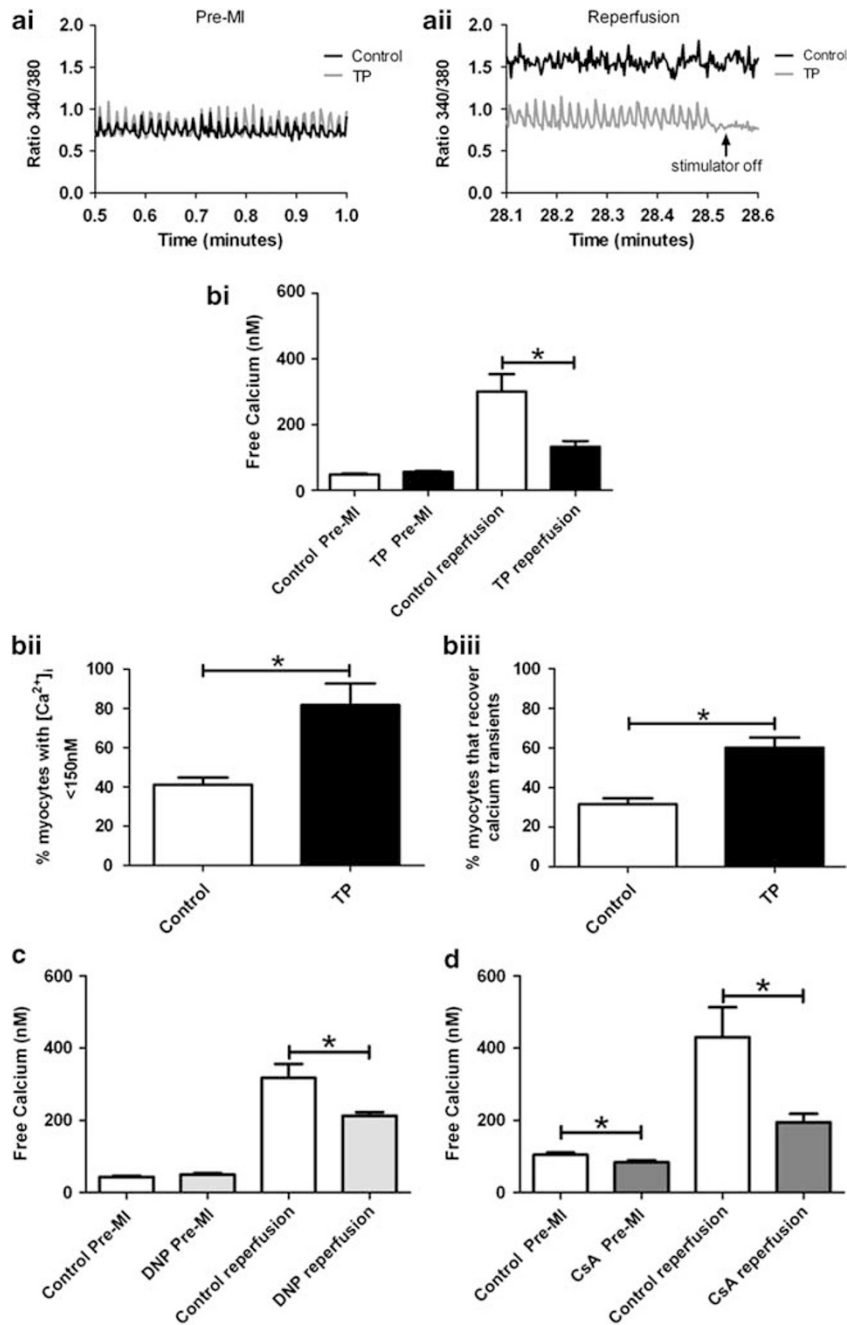 ai
Pre-MI
Ratio 340/380
2.0
1.5
1.0
0.5
0.0
Control
TP
0.5 0.6 0.7 0.8 0.9 1.0
Time (minutes)
aii
Reperfusion
Ratio 340/380
2.0
1.5
1.0
0.5
0.0
Control
TP
stimulator off
28.1 28.2 28.3 28.4 28.5 28.6
Time (minutes)
bi
Free Calcium (nM)
600
400
200
0
*
Control Pre-MI
TP Pre-MI
Control reperfusion
TP reperfusion
bii
% myocytes with [Ca²⁺]ᵢ
<150nM
100
80
60
40
20
0
*
Control
TP
biii
% myocytes that recover
calcium transients
100
80
60
40
20
0
*
Control
TP
c
Free Calcium (nM)
600
400
200
0
*
Control Pre-MI
DNP Pre-MI
Control reperfusion
DNP reperfusion
d
Free Calcium (nM)
600
400
200
0
*
*
Control Pre-MI
CsA Pre-MI
Control reperfusion
CsA reperfusion